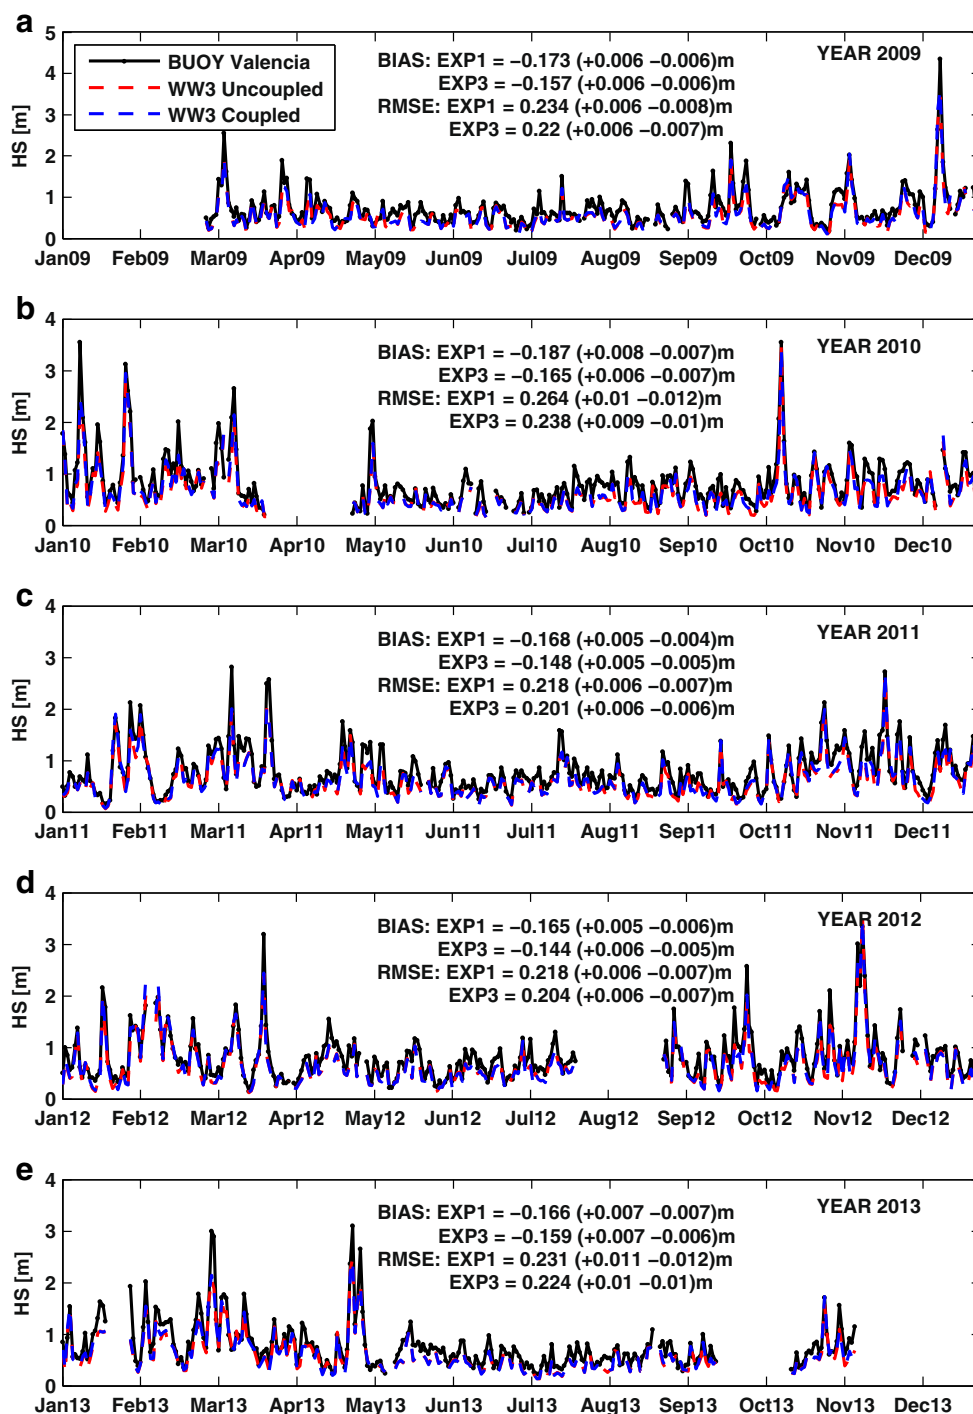 a
5
4
3
2
1
0
HS [m]
BUOY Valencia
WW3 Uncoupled
WW3 Coupled
BIAS: EXP1 = −0.173 (+0.006 −0.006)m
EXP3 = −0.157 (+0.006 −0.006)m
RMSE: EXP1 = 0.234 (+0.006 −0.008)m
EXP3 = 0.22 (+0.006 −0.007)m
YEAR 2009
Jan09 Feb09 Mar09 Apr09 May09 Jun09 Jul09 Aug09 Sep09 Oct09 Nov09 Dec09
b
4
3
2
1
0
HS [m]
BIAS: EXP1 = −0.187 (+0.008 −0.007)m
EXP3 = −0.165 (+0.006 −0.007)m
RMSE: EXP1 = 0.264 (+0.01 −0.012)m
EXP3 = 0.238 (+0.009 −0.01)m
YEAR 2010
Jan10 Feb10 Mar10 Apr10 May10 Jun10 Jul10 Aug10 Sep10 Oct10 Nov10 Dec10
c
4
3
2
1
0
HS [m]
BIAS: EXP1 = −0.168 (+0.005 −0.004)m
EXP3 = −0.148 (+0.005 −0.005)m
RMSE: EXP1 = 0.218 (+0.006 −0.007)m
EXP3 = 0.201 (+0.006 −0.006)m
YEAR 2011
Jan11 Feb11 Mar11 Apr11 May11 Jun11 Jul11 Aug11 Sep11 Oct11 Nov11 Dec11
d
4
3
2
1
0
HS [m]
BIAS: EXP1 = −0.165 (+0.005 −0.006)m
EXP3 = −0.144 (+0.006 −0.005)m
RMSE: EXP1 = 0.218 (+0.006 −0.007)m
EXP3 = 0.204 (+0.006 −0.007)m
YEAR 2012
Jan12 Feb12 Mar12 Apr12 May12 Jun12 Jul12 Aug12 Sep12 Oct12 Nov12 Dec12
e
4
3
2
1
0
HS [m]
BIAS: EXP1 = −0.166 (+0.007 −0.007)m
EXP3 = −0.159 (+0.007 −0.006)m
RMSE: EXP1 = 0.231 (+0.011 −0.012)m
EXP3 = 0.224 (+0.01 −0.01)m
YEAR 2013
Jan13 Feb13 Mar13 Apr13 May13 Jun13 Jul13 Aug13 Sep13 Oct13 Nov13 Dec13